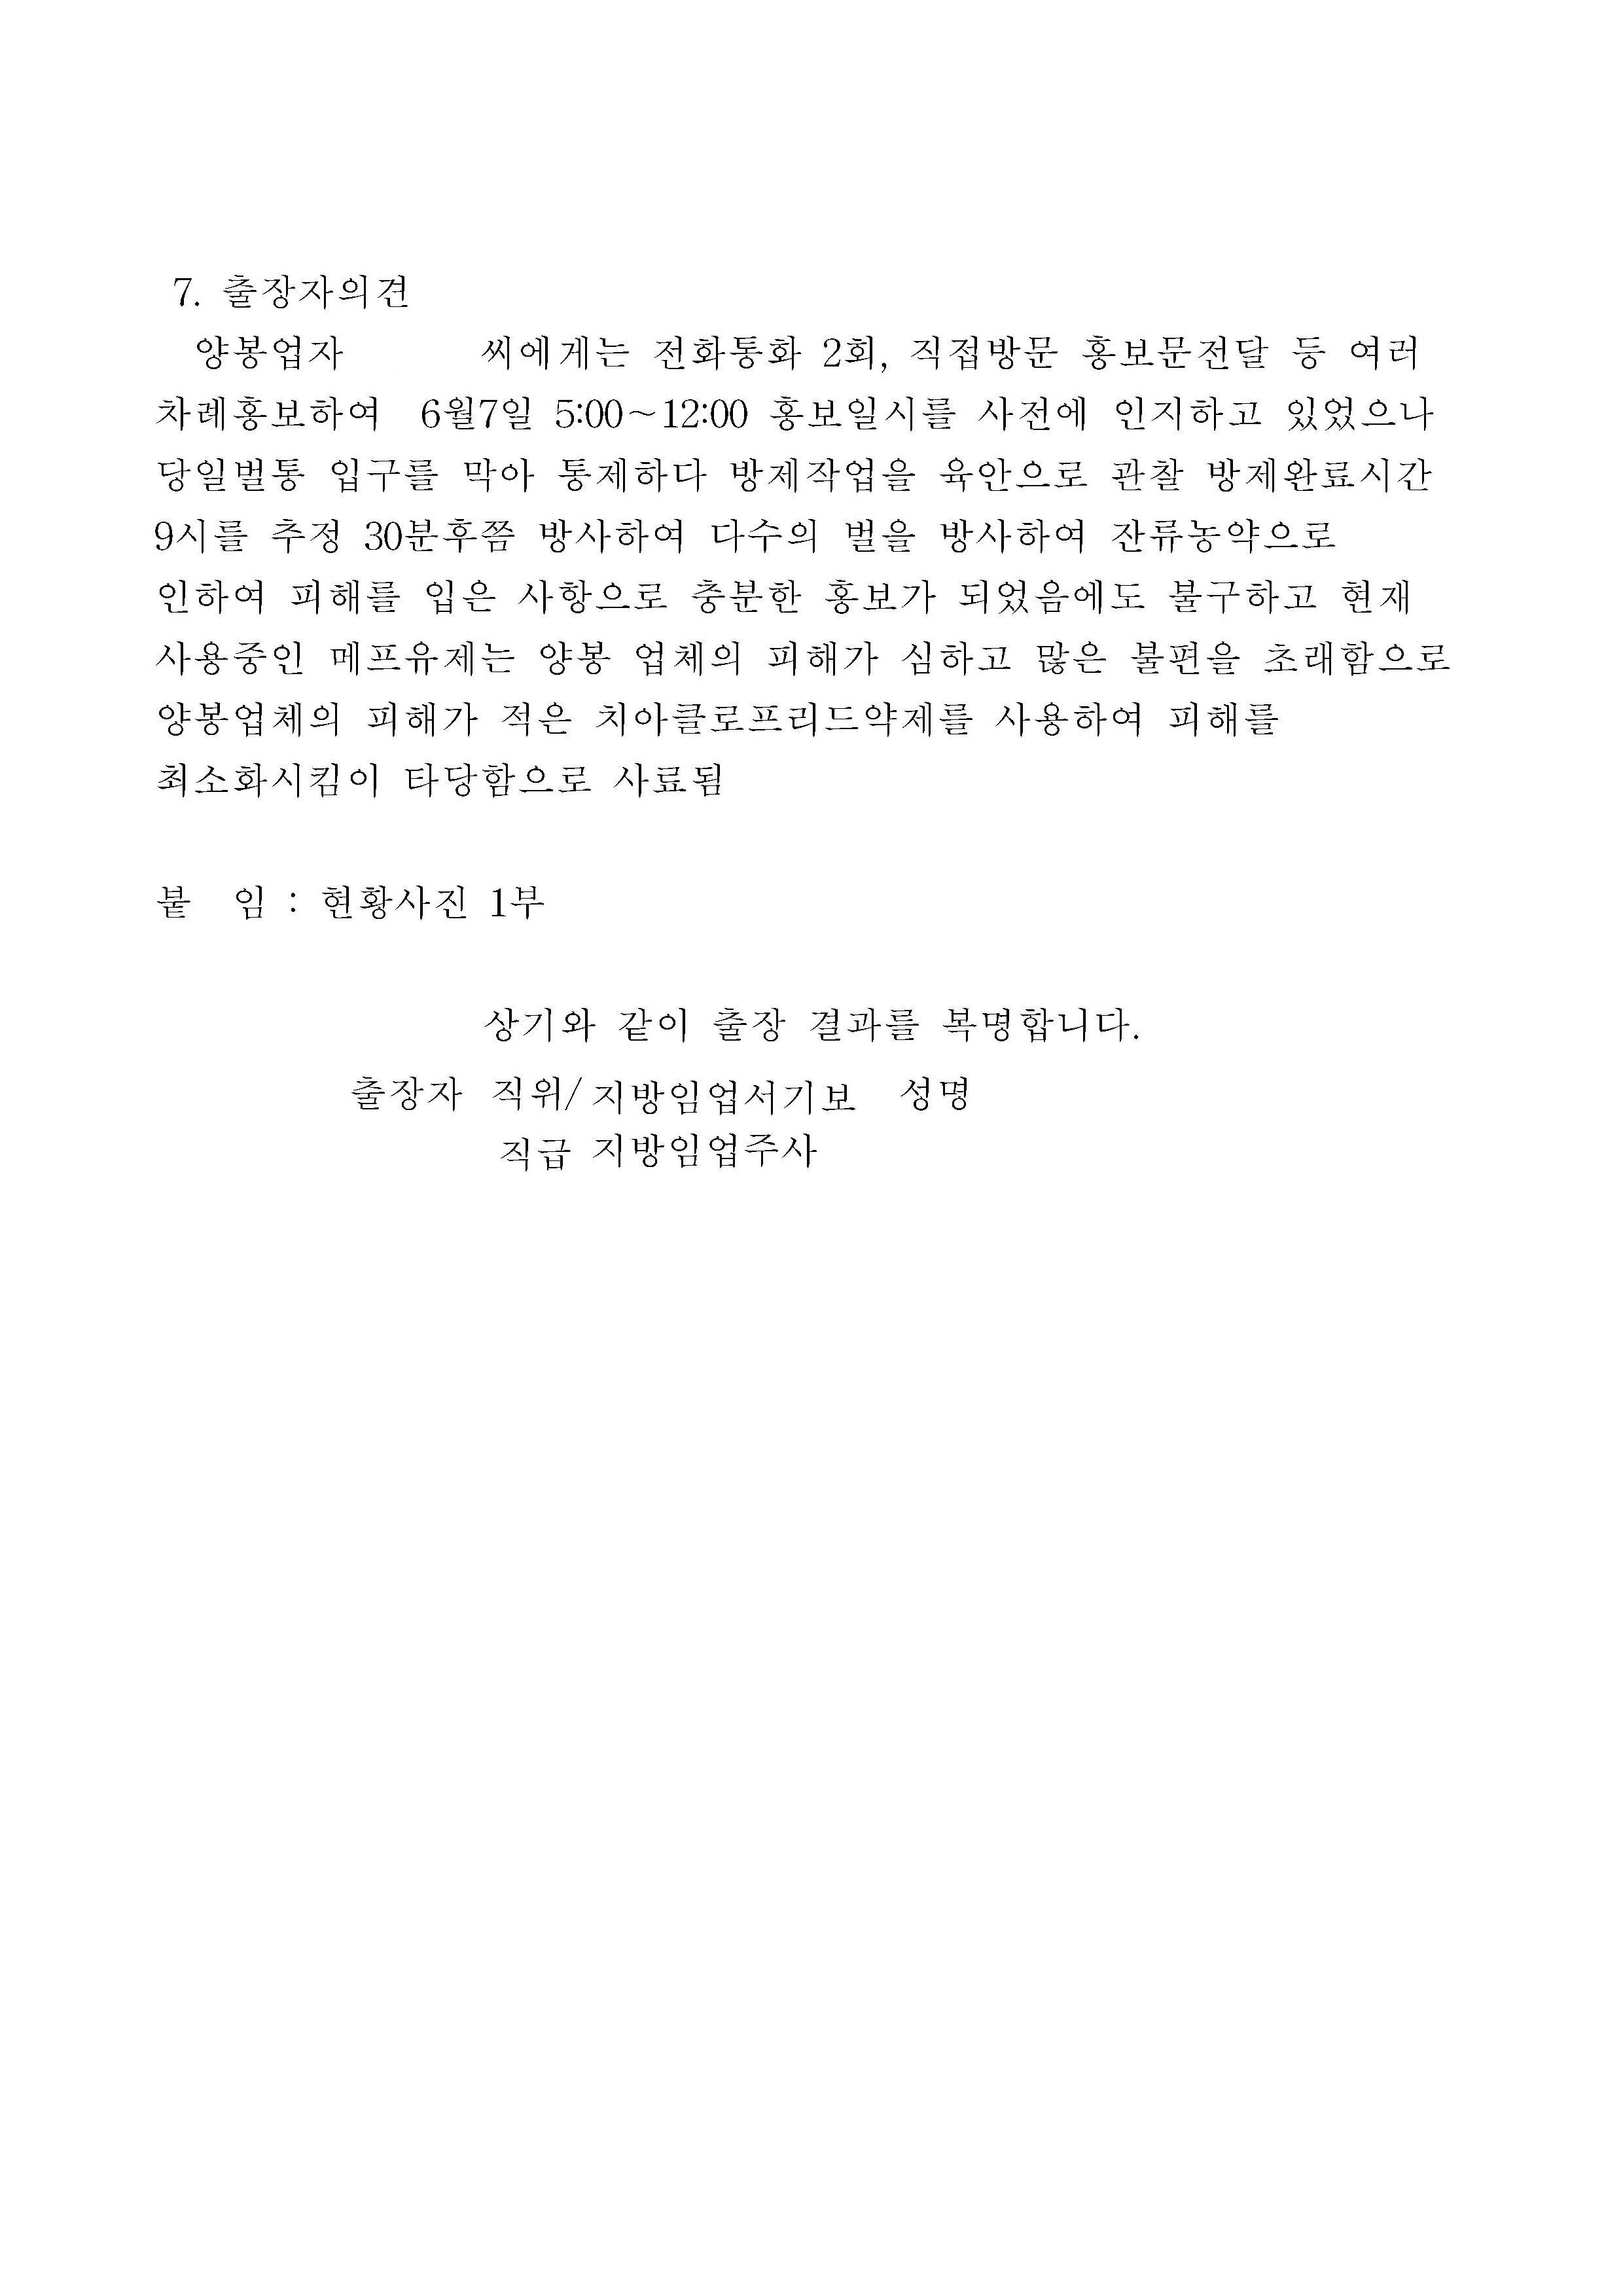 7. 출장자의견
양봉업자 씨에게는 전화통화 2회, 직접방문 홍보문전달 등 여러
차례홍보하여 6월7일 5:00~12:00 홍보일시를 사전에 인지하고 있었으나
당일벌통 입구를 막아 통제하다 방제작업을 육안으로 관찰 방제완료시간
9시를 추정 30분후쯤 방사하여 다수의 벌을 방사하여 잔류농약으로
인하여 피해를 입은 사항으로 충분한 홍보가 되었음에도 불구하고 현재
사용중인 메프유제는 양봉 업체의 피해가 심하고 많은 불편을 초래함으로
양봉업체의 피해가 적은 치아클로프리드약제를 사용하여 피해를
최소화시킴이 타당함으로 사료됨
붙 임 : 현황사진 1부
상기와 같이 출장 결과를 복명합니다.
출장자 직위/ 지방임업서기보 성명
직급 지방임업주사